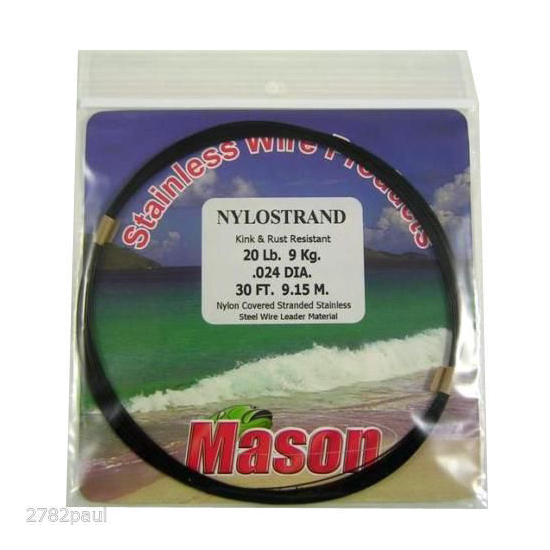 Stainless Wire Products
NYLOSTRAND
Kink & Rust Resistant
20 Lb. 9 Kg.
.024 DIA.
30 FT. 9.15 M.
Nylon Covered Stranded Stainless
Steel Wire Leader Material
Mason
2782paul